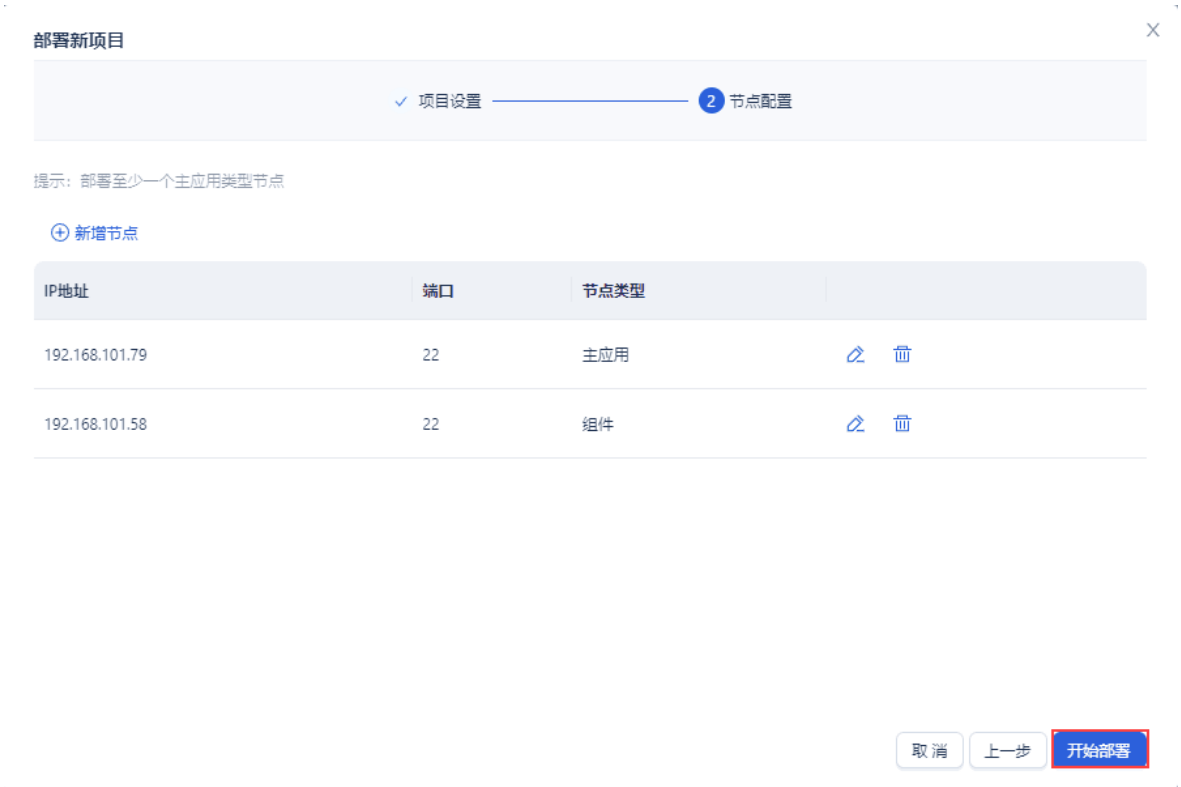 部署新项目
项目设置 2 节点配置
提示：部署至少一个主应用类型节点
新增节点
IP地址 端口 节点类型
192.168.101.79 22 主应用
192.168.101.58 22 组件
取消 上一步 开始部署